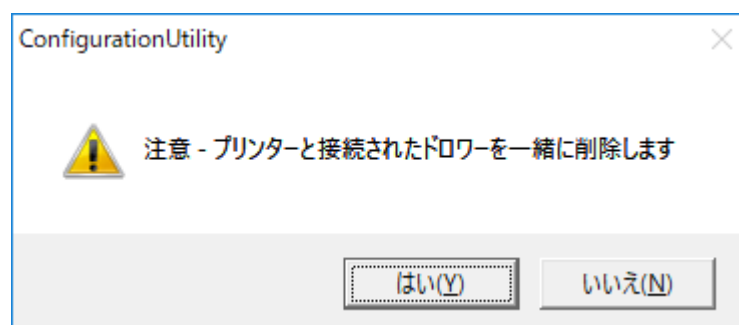 ConfigurationUtility
注意 - プリンターと接続されたドロワーを一緒に削除します
はい(Y)
いいえ(N)